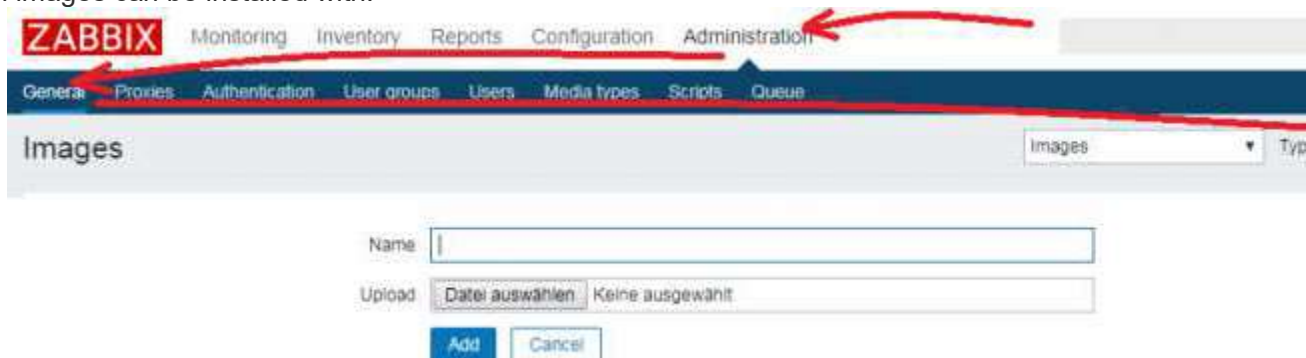 images can be installed with:
ZABBIX Monitoring Inventory Reports Configuration Administration
General Proxies Authentication User groups Users Media types Scripts Queue
Images
Images Typ
Name
Upload Datei auswählen Keine ausgewählt
Add Cancel